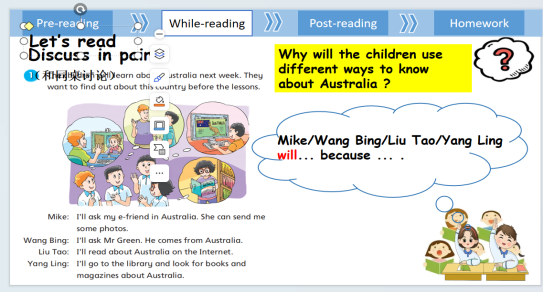 Pre-reading
While-reading
Post-reading
Homework
Let's read
Discuss in pair
（和同桌讨论）
1 learn abo ustralia next week. They
want to find out about this country before the lessons.
Why will the children use
different ways to know
about Australia ?
?
Mike/Wang Bing/Liu Tao/Yang Ling
will... because ... .
Mike: I'll ask my e-friend in Australia. She can send me
some photos.
Wang Bing: I'll ask Mr Green. He comes from Australia.
Liu Tao: I'll read about Australia on the Internet.
Yang Ling: I'll go to the library and look for books and
magazines about Australia.